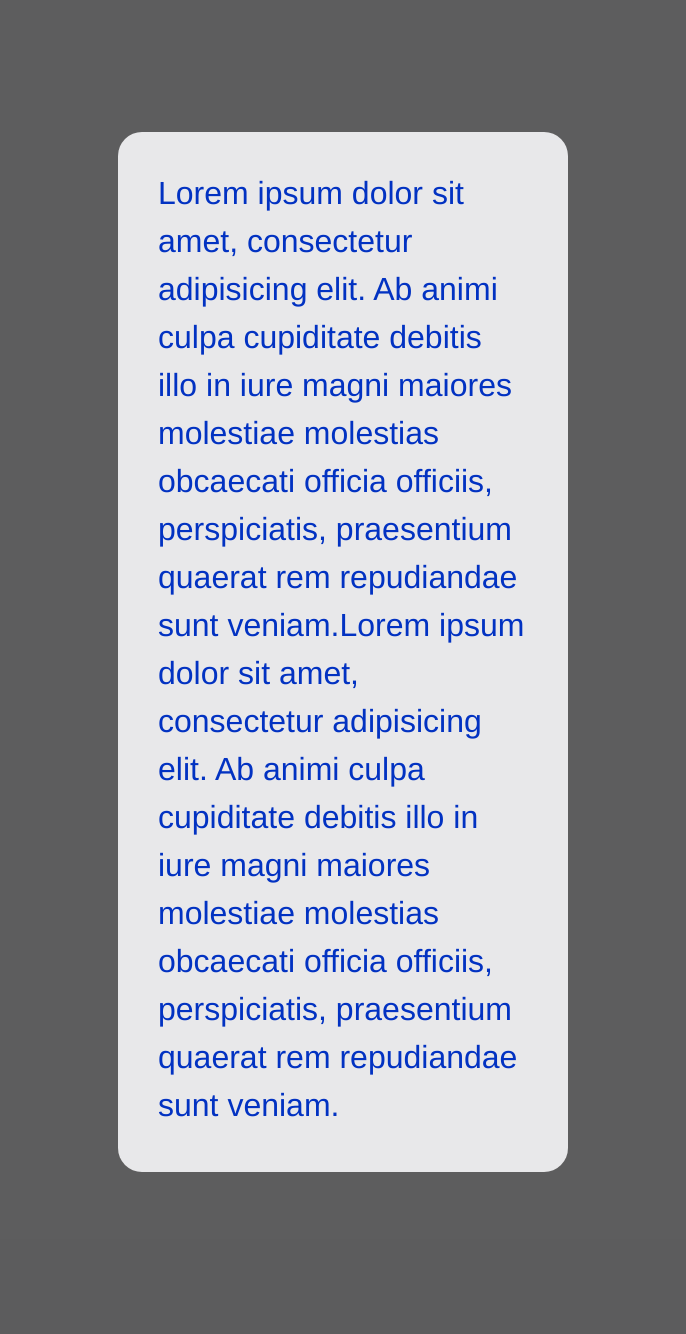 Lorem ipsum dolor sit
amet, consectetur
adipisicing elit. Ab animi
culpa cupiditate debitis
illo in iure magni maiores
molestiae molestias
obcaecati officia officiis,
perspiciatis, praesentium
quaerat rem repudiandae
sunt veniam.Lorem ipsum
dolor sit amet,
consectetur adipisicing
elit. Ab animi culpa
cupiditate debitis illo in
iure magni maiores
molestiae molestias
obcaecati officia officiis,
perspiciatis, praesentium
quaerat rem repudiandae
sunt veniam.